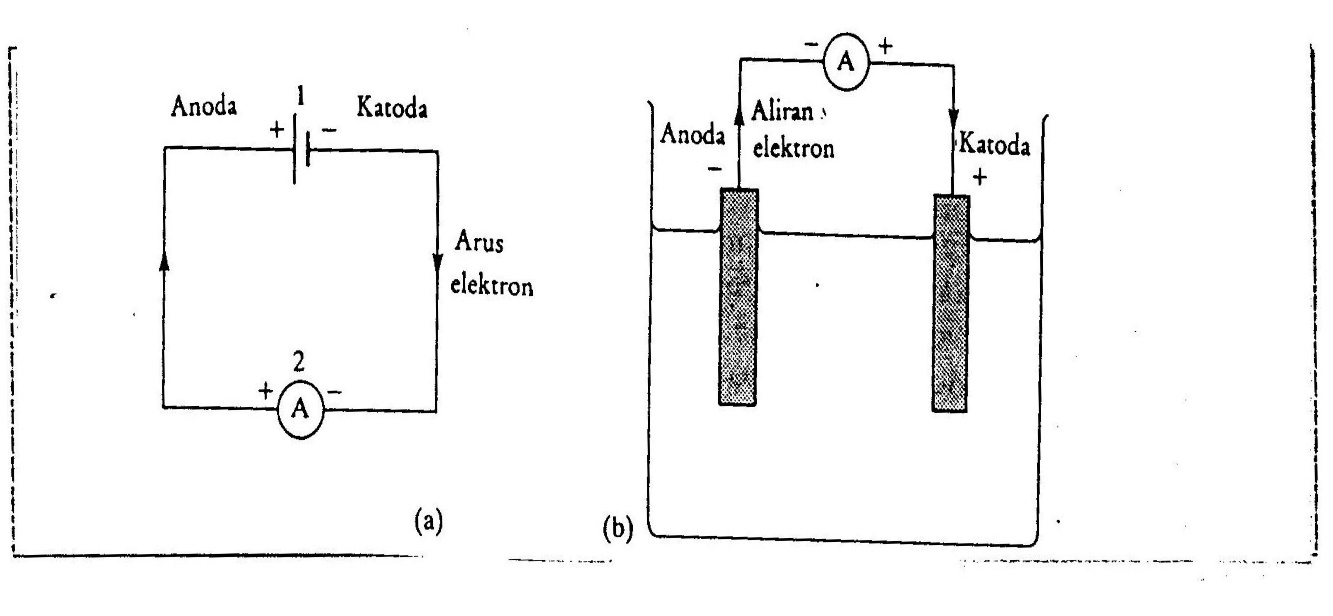 Anoda
1
Katoda
+
−
Arus
elektron
2
+
A
−
(a)
−
A
+
Anoda
Aliran
elektron
Katoda
−
+
(b)